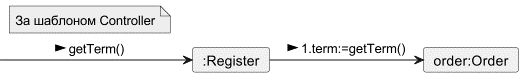 За шаблоном Controller
getTerm()
:Register
1.term:=getTerm()
order:Order